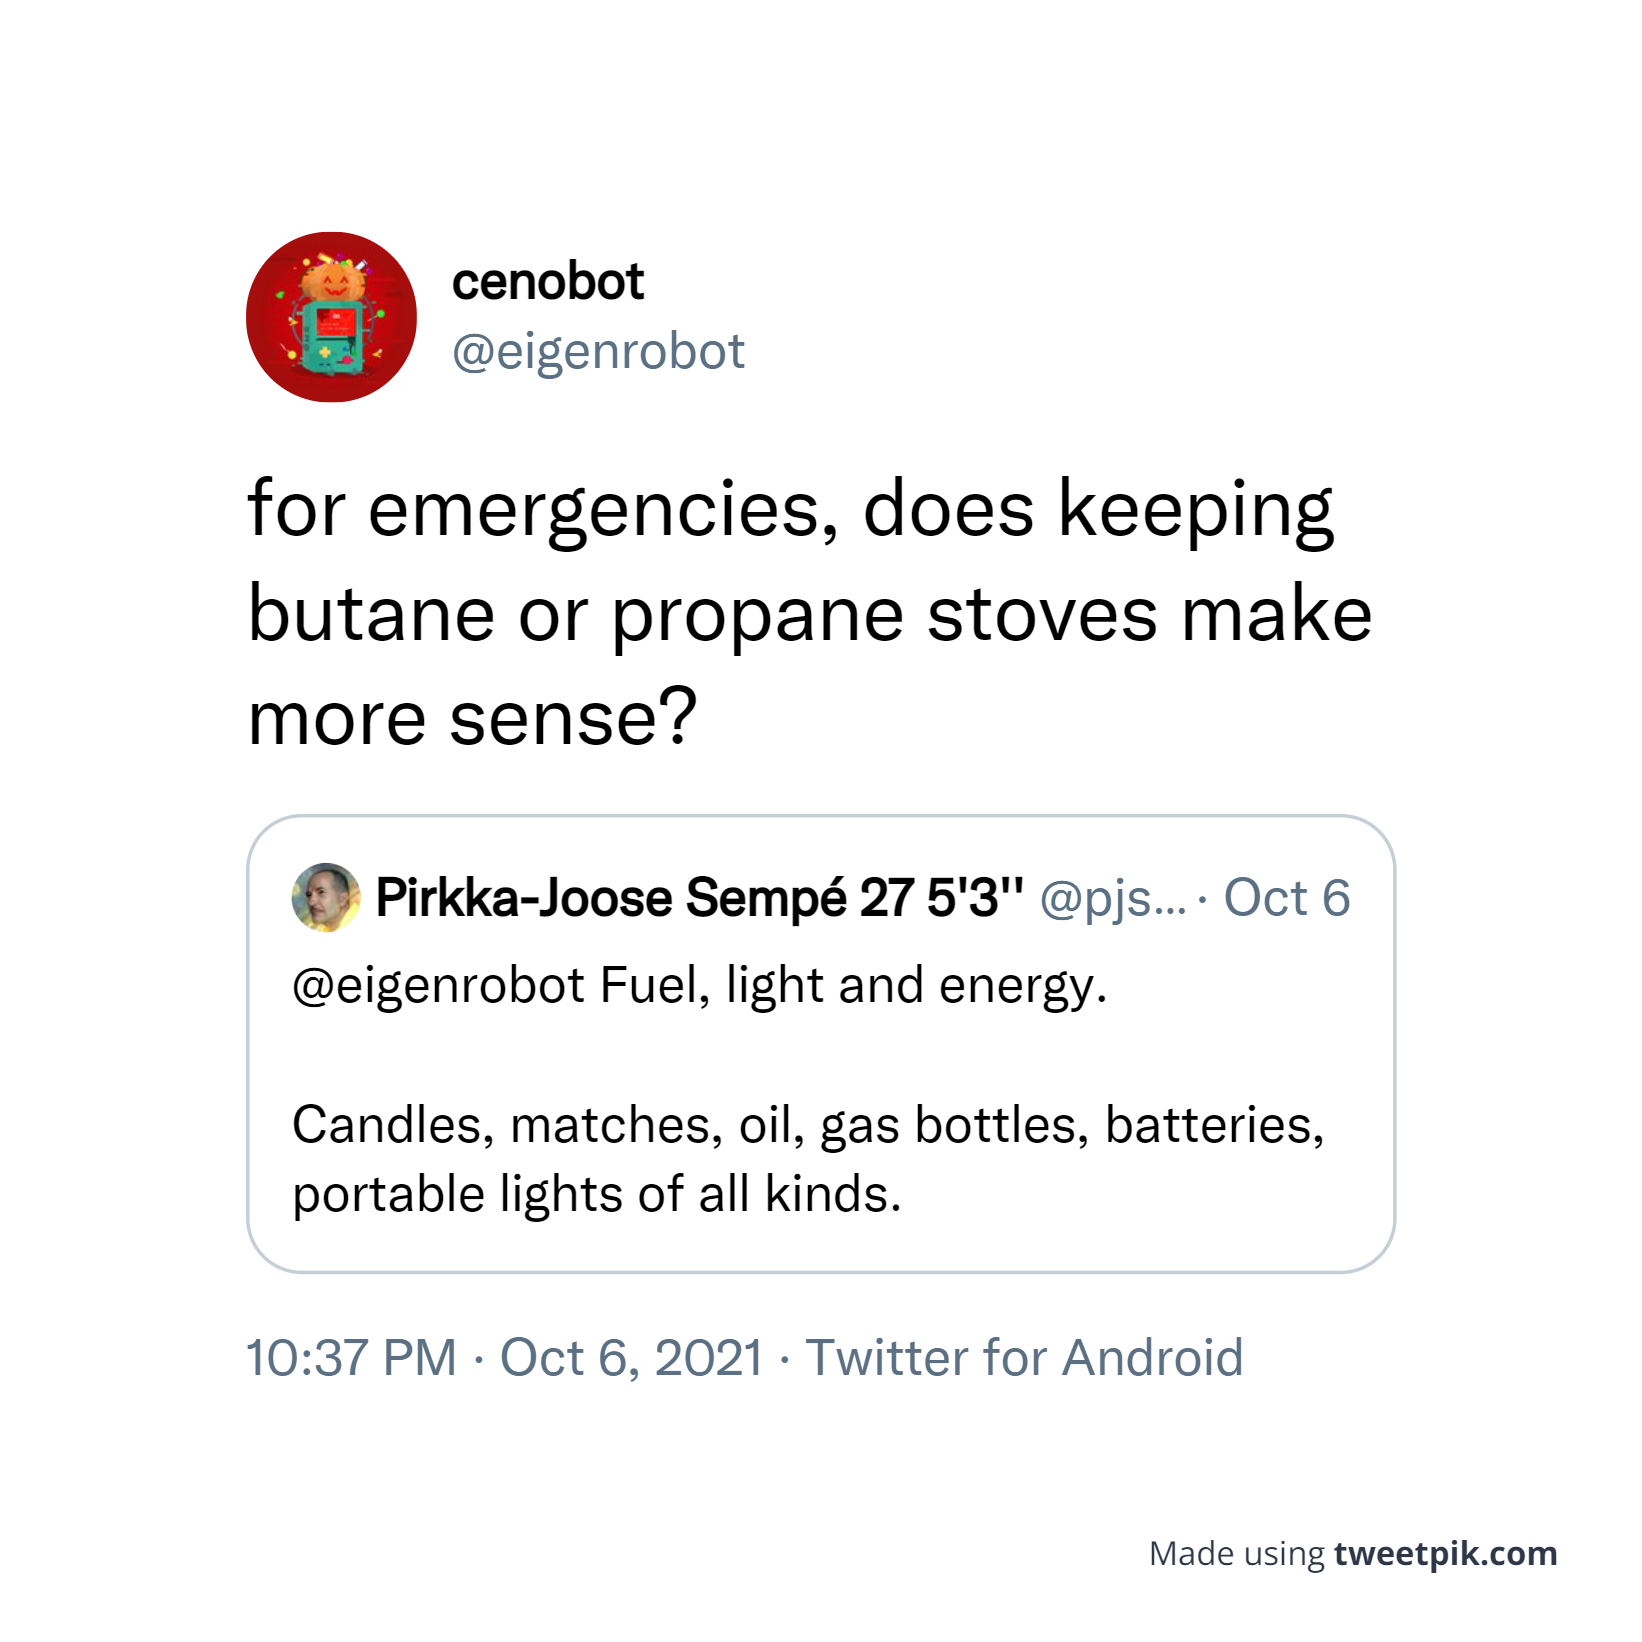 cenobot
@eigenrobot
for emergencies, does keeping
butane or propane stoves make
more sense?
Pirkka-Joose Sempé 27 5'3'' @pjs... · Oct 6
@eigenrobot Fuel, light and energy.
Candles, matches, oil, gas bottles, batteries,
portable lights of all kinds.
10:37 PM · Oct 6, 2021 · Twitter for Android
Made using tweetpik.com